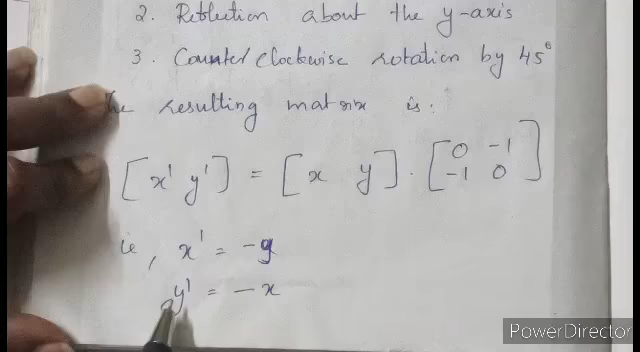 2. Reflection about the y-axis
3. Counter Clockwise rotation by 45°
The resulting matrix is:
[x' y'] = [x y] . [0 -1
-1 0]
ie, x' = -y
y' = -x
PowerDirector